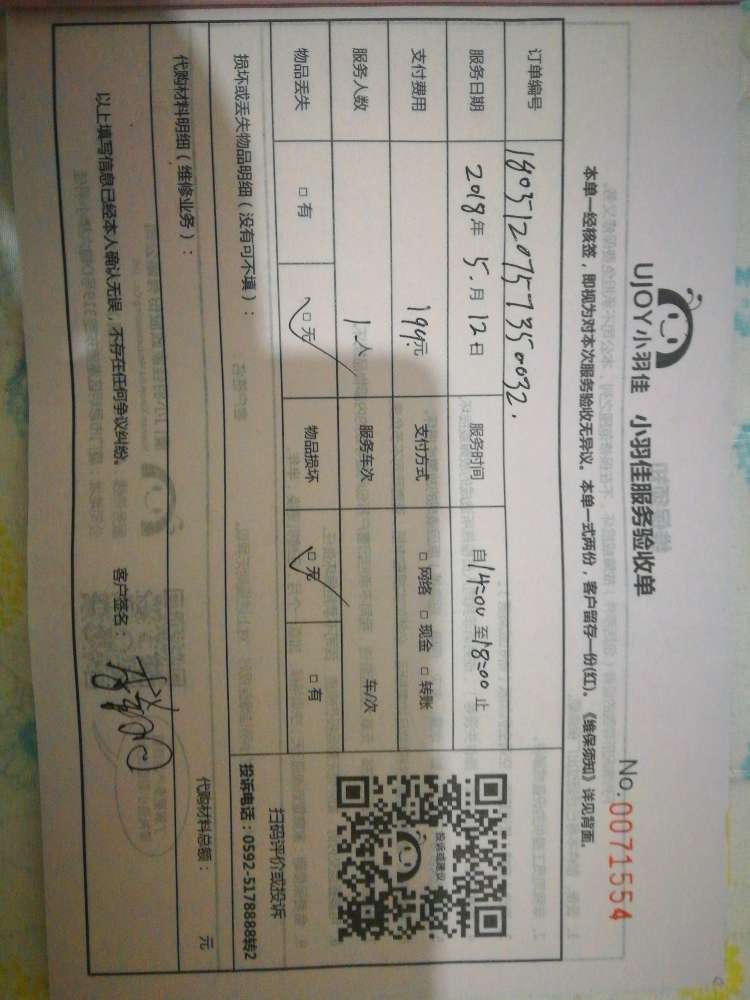 UJOY小羽佳 小羽佳服务验收单
No.0071554
本单一经核签，即视为对本次服务验收无异议。本单一式两份，客户留存一份(红)。《维保须知》详见背面。
订单编号 1805120757350032.
服务日期 2018年 5.月 12日 服务时间 自14:00至18:00止
支付费用 199元 支付方式 □网络 □现金 □转账
服务人数 1人 服务车次 车/次
物品丢失 □有 ✓□无 物品损坏 ✓□无 □有
投诉或建议
扫码评价或投诉
投诉电话：0592-5178888转2
损坏或丢失物品明细（没有可不填）：
代购材料明细（维修业务）： 代购材料总额： 元
以上填写信息已经本人确认无误，不存在任何争议纠纷。 客户签名：